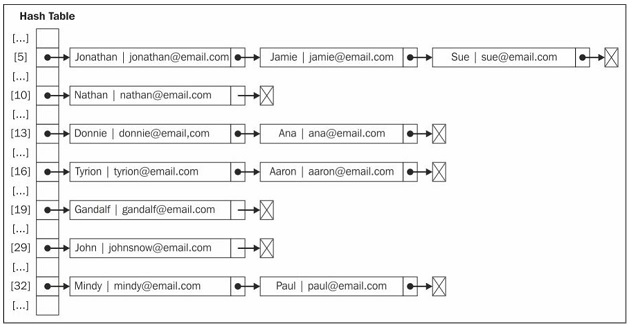 Hash Table
[...]
[5] Jonathan | jonathan@email.com Jamie | jamie@email.com Sue | sue@email.com
[...]
[10] Nathan | nathan@email.com
[...]
[13] Donnie | donnie@email,com Ana | ana@email.com
[...]
[16] Tyrion | tyrion@email.com Aaron | aaron@email.com
[...]
[19] Gandalf | gandalf@email.com
[...]
[29] John | johnsnow@email.com
[...]
[32] Mindy | mindy@email.com Paul | paul@email.com
[...]